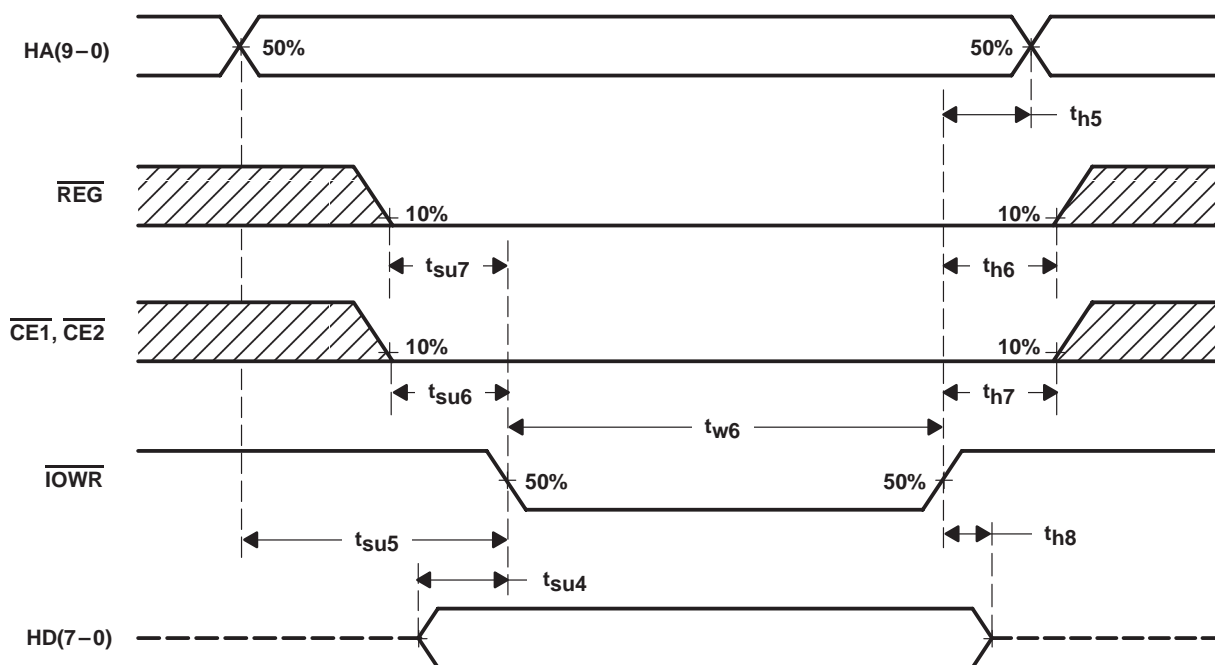 HA(9–0)
50%
50%
th5
REG
10%
10%
tsu7
th6
CE1, CE2
10%
10%
tsu6
th7
tw6
IOWR
50%
50%
tsu5
th8
tsu4
HD(7–0)